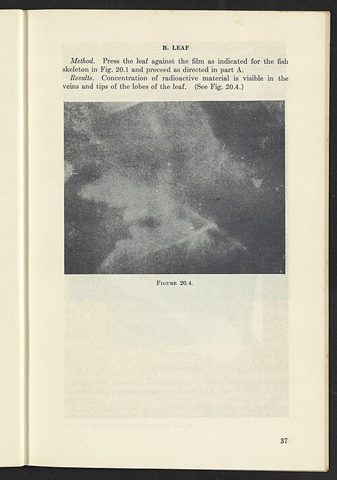 B. LEAF
Method. Press the leaf against the film as indicated for the fish
skeleton in Fig. 20.1 and proceed as directed in part A.
Results. Concentration of radioactive material is visible in the
veins and tips of the lobes of the leaf. (See Fig. 20.4.)
FIGURE 20.4.
37